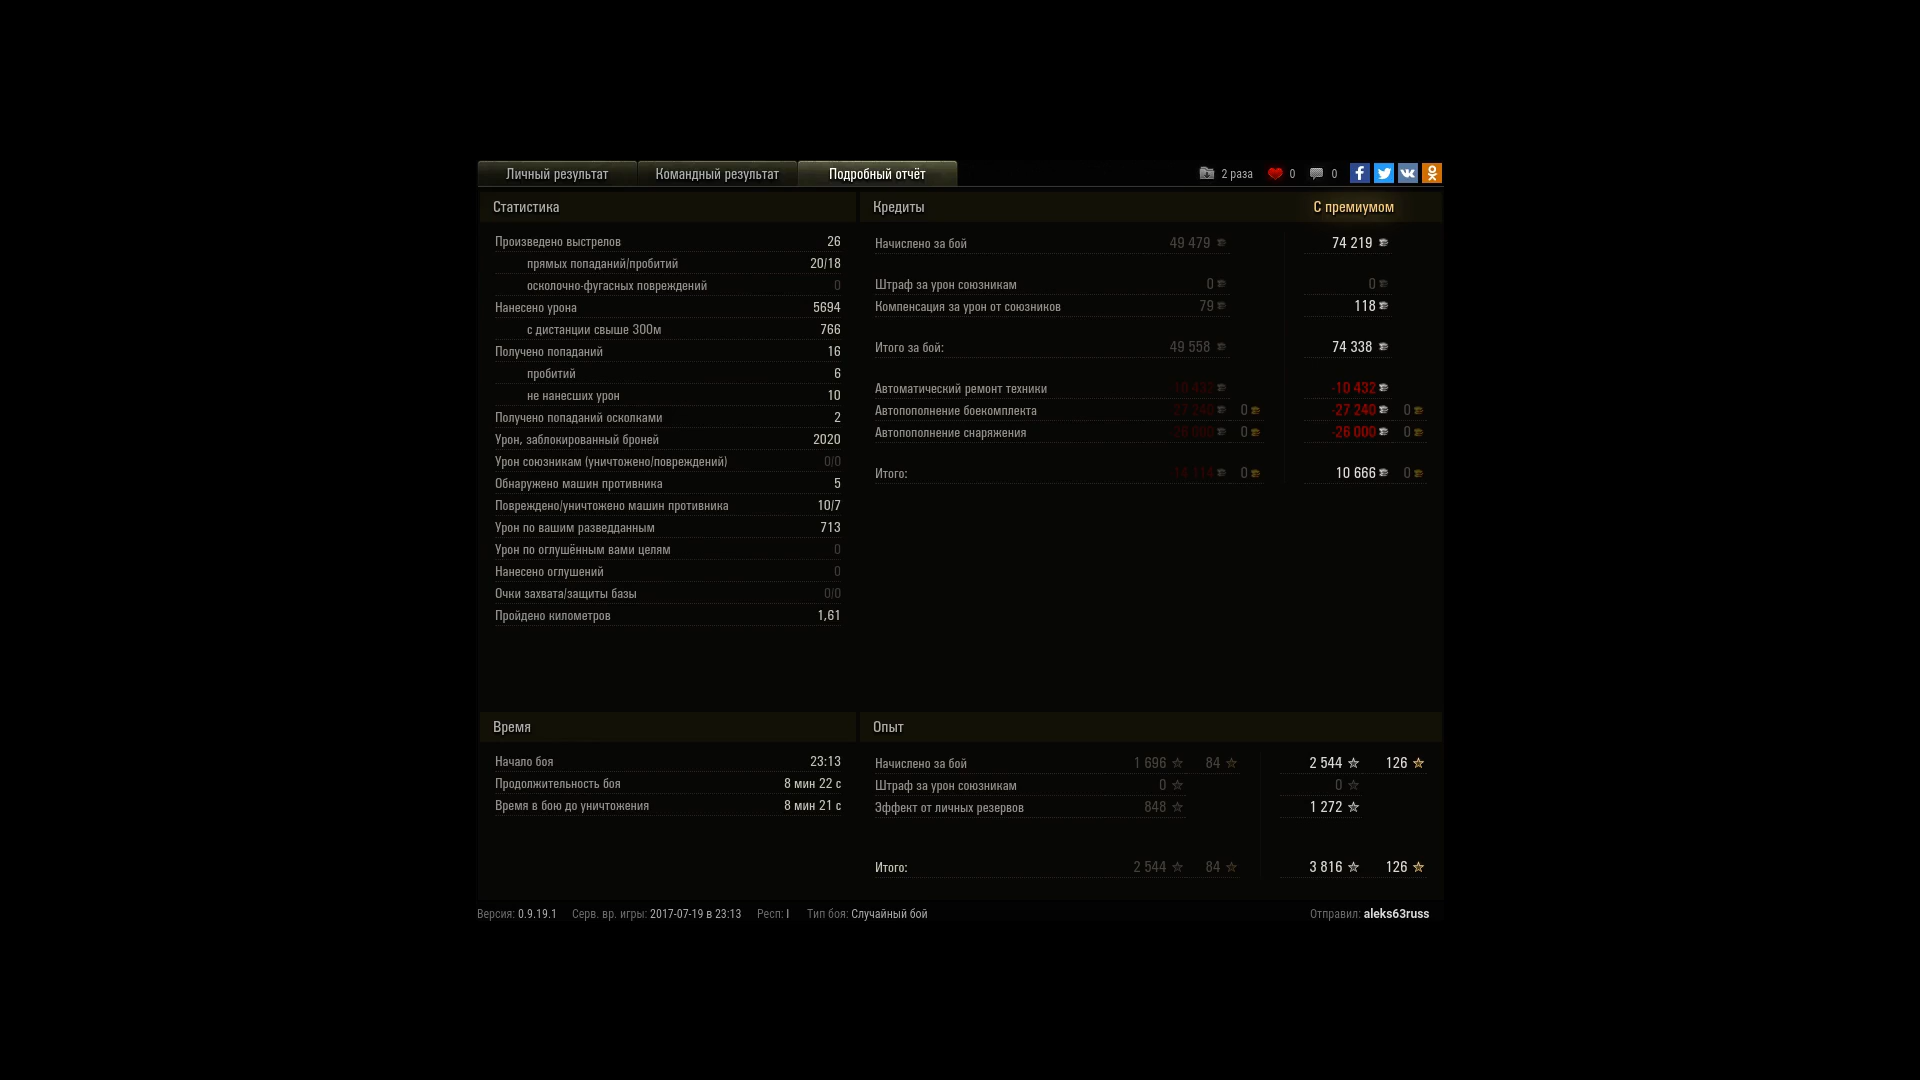 Личный результат Командный результат Подробный отчёт 2 раза 0 0
Статистика
Произведено выстрелов 26
прямых попаданий/пробитий 20/18
осколочно-фугасных повреждений 0
Нанесено урона 5694
с дистанции свыше 300м 766
Получено попаданий 16
пробитий 6
не нанесших урон 10
Получено попаданий осколками 2
Урон, заблокированный броней 2020
Урон союзникам (уничтожено/повреждений) 0/0
Обнаружено машин противника 5
Повреждено/уничтожено машин противника 10/7
Урон по вашим разведданным 713
Урон по оглушённым вами целям 0
Нанесено оглушений 0
Очки захвата/защиты базы 0/0
Пройдено километров 1,61
Кредиты С премиумом
Начислено за бой 49 479 74 219
Штраф за урон союзникам 0 0
Компенсация за урон от союзников 79 118
Итого за бой: 49 558 74 338
Автоматический ремонт техники -10 432 -10 432
Автопополнение боекомплекта -27 240 0 -27 240 0
Автопополнение снаряжения -26 000 0 -26 000 0
Итого: -14 114 0 10 666 0
Время
Начало боя 23:13
Продолжительность боя 8 мин 22 с
Время в бою до уничтожения 8 мин 21 с
Опыт
Начислено за бой 1 696 84 2 544 126
Штраф за урон союзникам 0 0
Эффект от личных резервов 848 1 272
Итого: 2 544 84 3 816 126
Версия: 0.9.19.1 Серв. вр. игры: 2017-07-19 в 23:13 Респ: I Тип боя: Случайный бой Отправил: aleks63russ